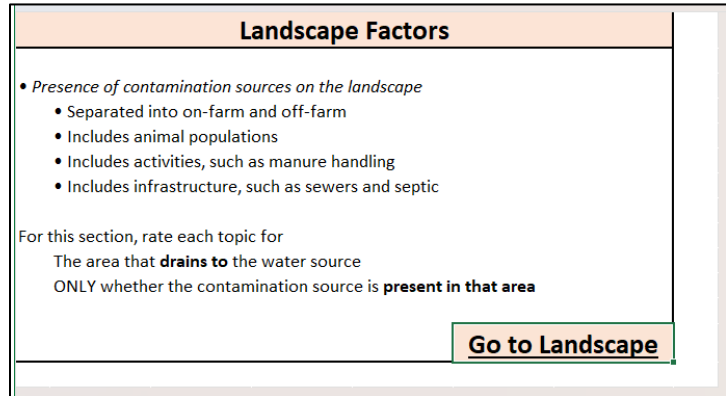 Landscape Factors
• Presence of contamination sources on the landscape
• Separated into on-farm and off-farm
• Includes animal populations
• Includes activities, such as manure handling
• Includes infrastructure, such as sewers and septic
For this section, rate each topic for
The area that drains to the water source
ONLY whether the contamination source is present in that area
Go to Landscape